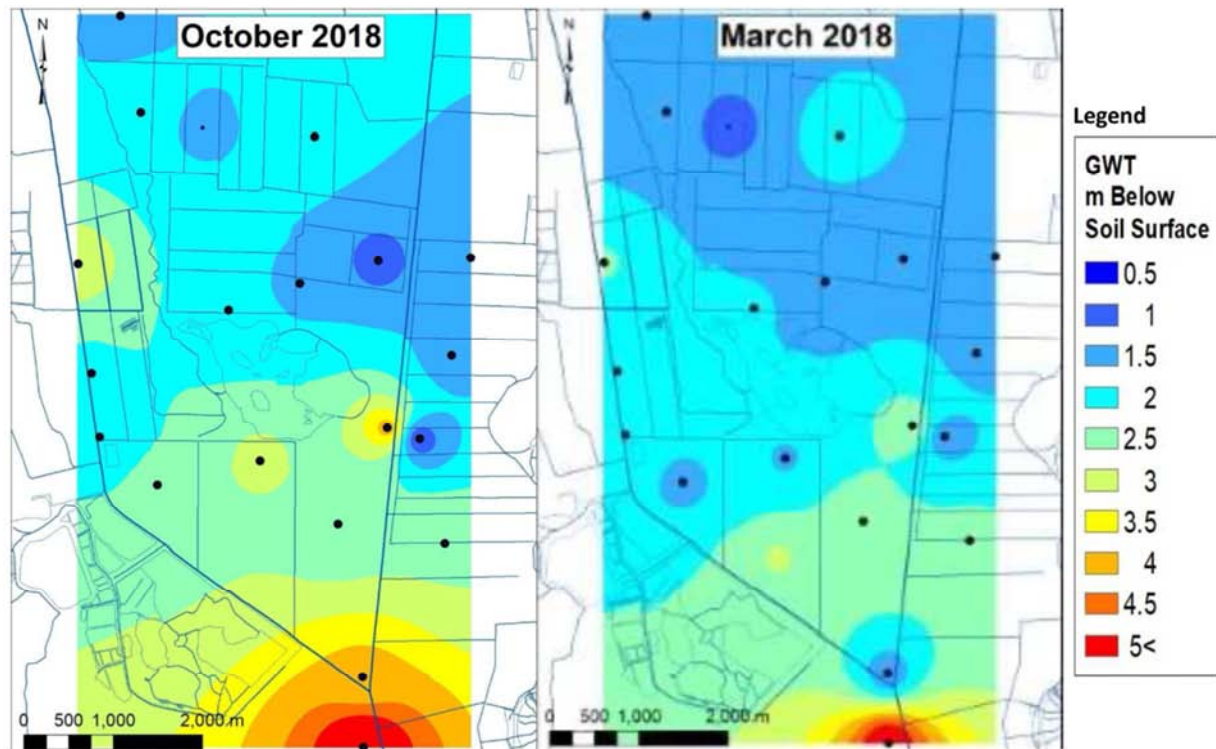 N
October 2018
0 500 1,000 2,000 m
N
March 2018
0 500 1,000 2,000 m
Legend
GWT
m Below
Soil Surface
0.5
1
1.5
2
2.5
3
3.5
4
4.5
5<